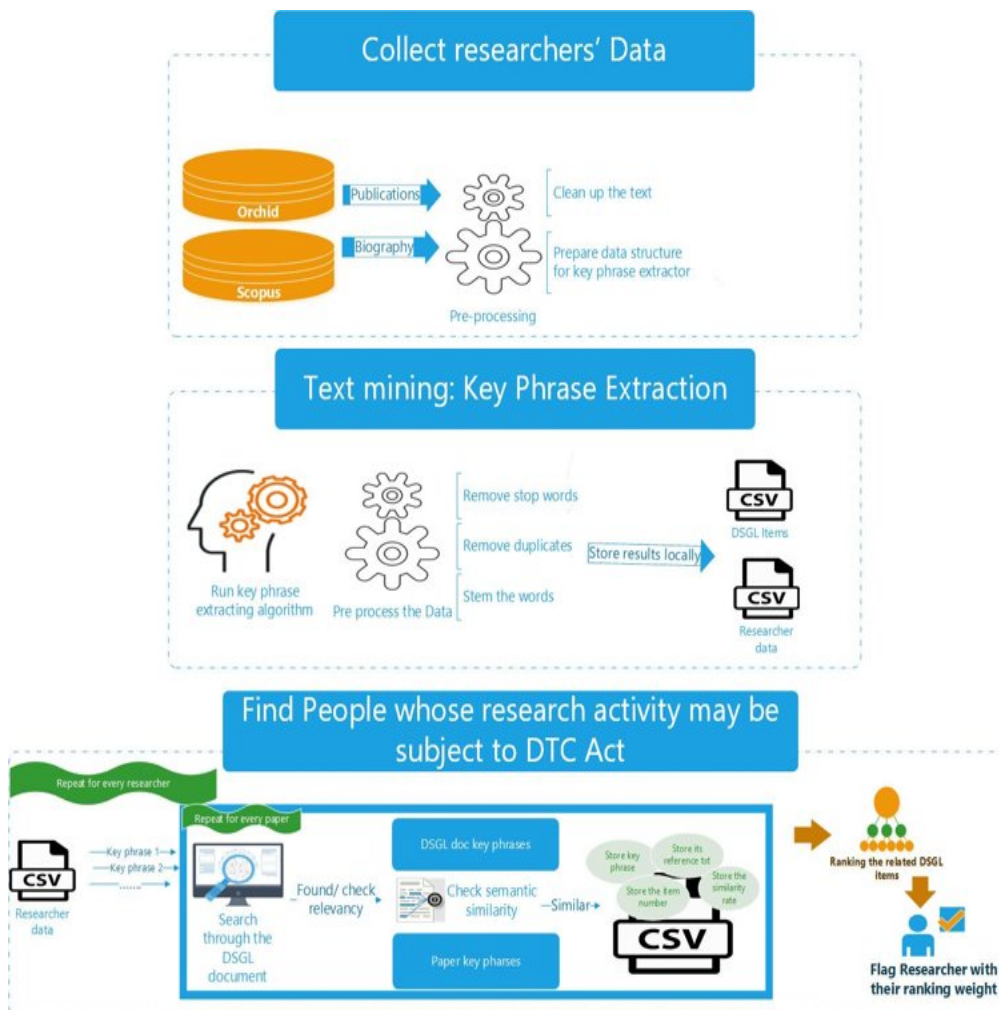 Collect researchers' Data
Orchid
Scopus
Publications
Biography
Clean up the text
Prepare data structure
for key phrase extractor
Pre-processing
Text mining: Key Phrase Extraction
Run key phrase
extracting algorithm
Pre process the Data
Remove stop words
Remove duplicates
Stem the words
Store results locally
CSV
DSGL Items
CSV
Researcher
data
Find People whose research activity may be
subject to DTC Act
Repeat for every researcher
Repeat for every paper
CSV
Researcher
data
Key phrase 1
Key phrase 2
.......
Search
through the
DSGL
document
Found/ check
relevancy
DSGL doc key phrases
Check semantic
similarity
Paper key pharses
Similar
Store key
phrase
Store its
reference txt
Store the item
number
Store the
similarity
rate
CSV
Ranking the related DSGL
items
Flag Researcher with
their ranking weight